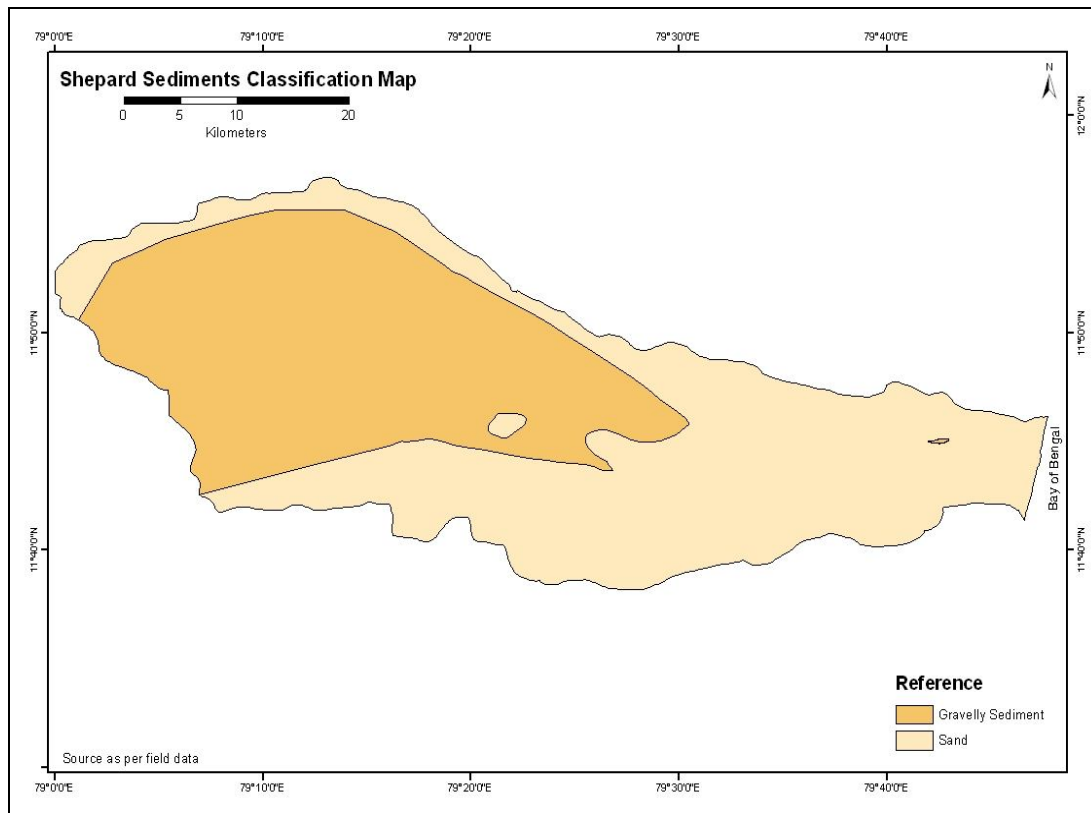 79°0'0"E 79°10'0"E 79°20'0"E 79°30'0"E 79°40'0"E
Shepard Sediments Classification Map
0 5 10 20
Kilometers
N
12°0'0"N 
11°50'0"N 11°50'0"N
Bay of Bengal
11°40'0"N 11°40'0"N
Reference
Gravelly Sediment
Sand
Source as per field data
79°0'0"E 79°10'0"E 79°20'0"E 79°30'0"E 79°40'0"E